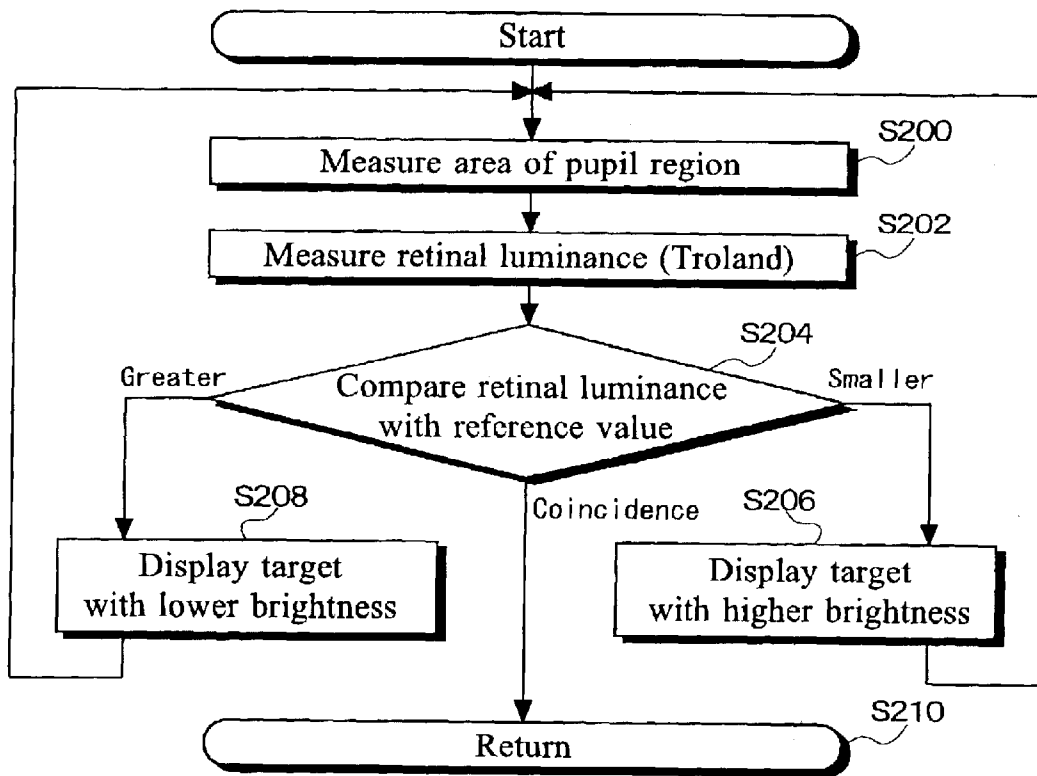 Start
S200
Measure area of pupil region
S202
Measure retinal luminance (Troland)
S204
Greater
Smaller
Compare retinal luminance
with reference value
S208
Coincidence
S206
Display target
with lower brightness
Display target
with higher brightness
S210
Return